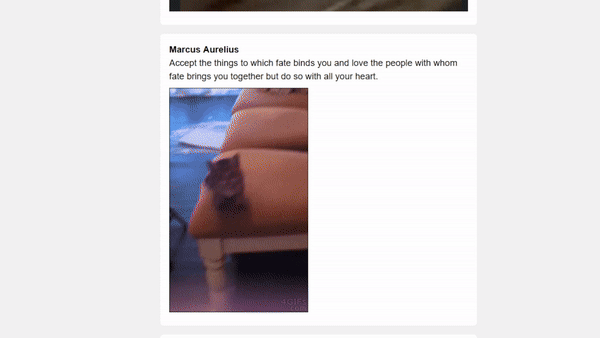 Marcus Aurelius
Accept the things to which fate binds you and love the people with whom
fate brings you together but do so with all your heart.